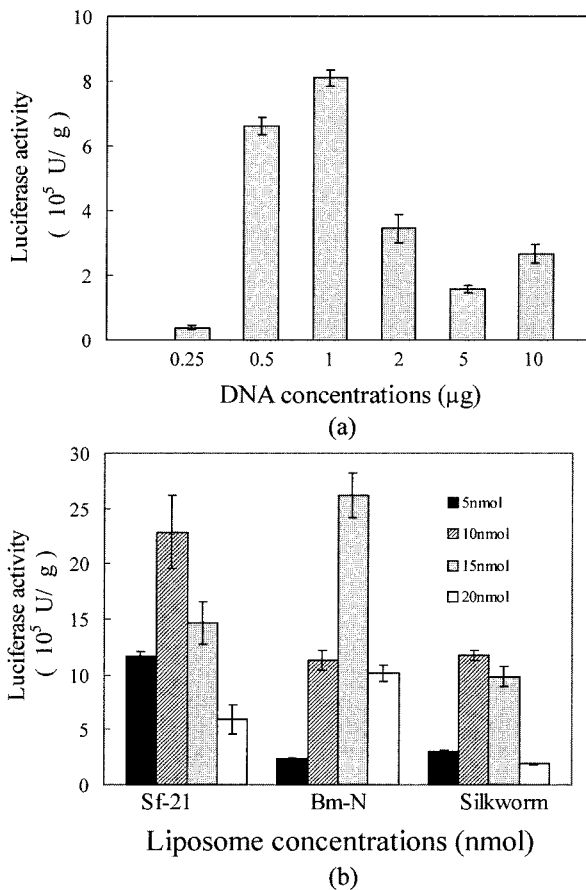 10
8
6
4
2
0
Luciferase activity
( 10⁵ U/ g )
0.25 0.5 1 2 5 10
DNA concentrations (µg)
(a)
30
25
20
15
10
5
0
Luciferase activity
( 10⁵ U/ g )
5nmol
10nmol
15nmol
20nmol
Sf-21 Bm-N Silkworm
Liposome concentrations (nmol)
(b)